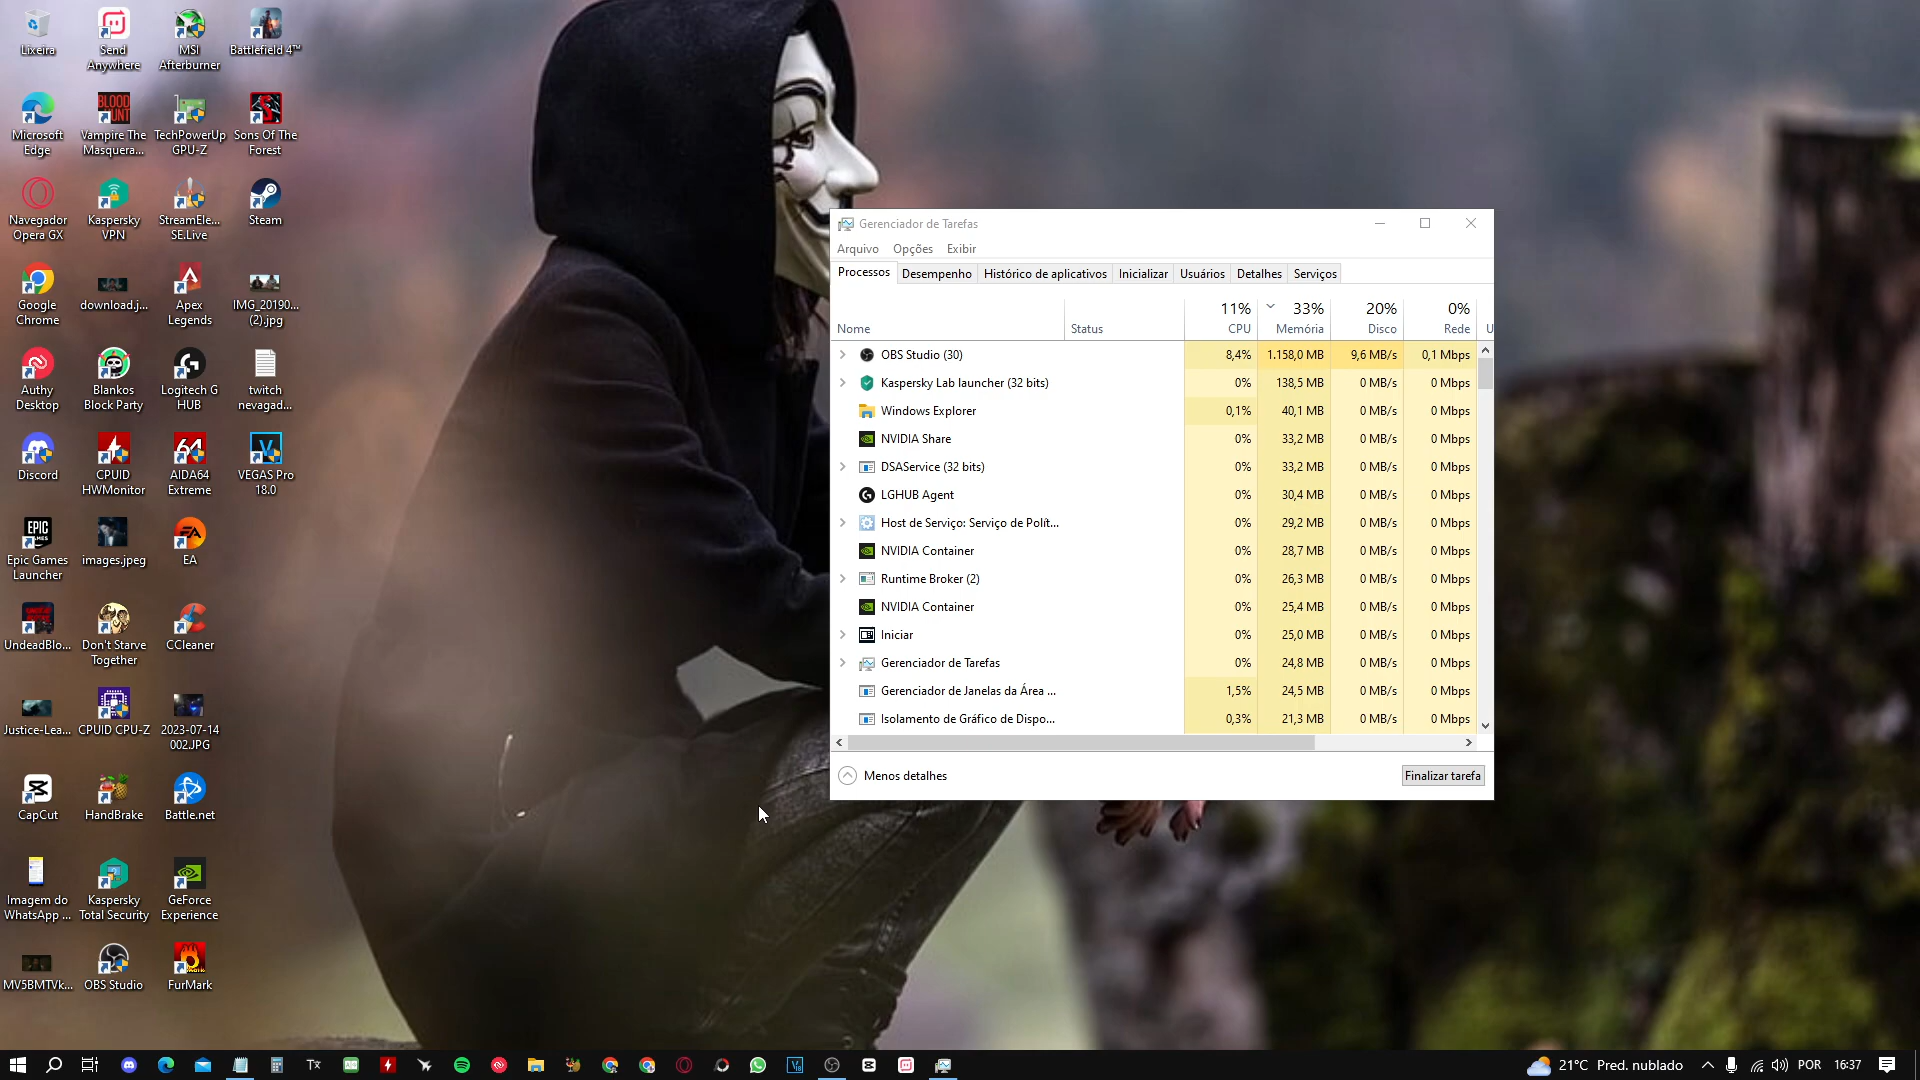 Lixeira
Send
Anywhere
MSI
Afterburner
Battlefield 4™
Microsoft
Edge
BLOOD
HUNT
Vampire The
Masquera...
TechPowerUp
GPU-Z
Sons Of The
Forest
Navegador
Opera GX
Kaspersky
VPN
StreamEle...
SE.Live
Steam
Google
Chrome
download.j...
Apex
Legends
IMG_20190...
(2).jpg
Authy
Desktop
Blankos
Block Party
Logitech G
HUB
twitch
nevagad...
Discord
CPUID
HWMonitor
64
AIDA64
Extreme
V
VEGAS Pro
18.0
EPIC
GAMES
Epic Games
Launcher
images.jpeg
EA
EA
UndeadBlo...
Don't Starve
Together
CCleaner
Justice-Lea...
CPUID CPU-Z
2023-07-14
002.JPG
CapCut
HandBrake
Battle.net
Imagem do
WhatsApp ...
Kaspersky
Total Security
GeForce
Experience
MV5BMTVk...
OBS Studio
FurMark
Gerenciador de Tarefas
Arquivo Opções Exibir
Processos Desempenho Histórico de aplicativos Inicializar Usuários Detalhes Serviços
11% 33% 20% 0%
Nome Status CPU Memória Disco Rede U
OBS Studio (30) 8,4% 1.158,0 MB 9,6 MB/s 0,1 Mbps
Kaspersky Lab launcher (32 bits) 0% 138,5 MB 0 MB/s 0 Mbps
Windows Explorer 0,1% 40,1 MB 0 MB/s 0 Mbps
NVIDIA Share 0% 33,2 MB 0 MB/s 0 Mbps
DSAService (32 bits) 0% 33,2 MB 0 MB/s 0 Mbps
LGHUB Agent 0% 30,4 MB 0 MB/s 0 Mbps
Host de Serviço: Serviço de Polít... 0% 29,2 MB 0 MB/s 0 Mbps
NVIDIA Container 0% 28,7 MB 0 MB/s 0 Mbps
Runtime Broker (2) 0% 26,3 MB 0 MB/s 0 Mbps
NVIDIA Container 0% 25,4 MB 0 MB/s 0 Mbps
Iniciar 0% 25,0 MB 0 MB/s 0 Mbps
Gerenciador de Tarefas 0% 24,8 MB 0 MB/s 0 Mbps
Gerenciador de Janelas da Área ... 1,5% 24,5 MB 0 MB/s 0 Mbps
Isolamento de Gráfico de Dispo... 0,3% 21,3 MB 0 MB/s 0 Mbps
Menos detalhes
Finalizar tarefa
21°C Pred. nublado POR 16:37